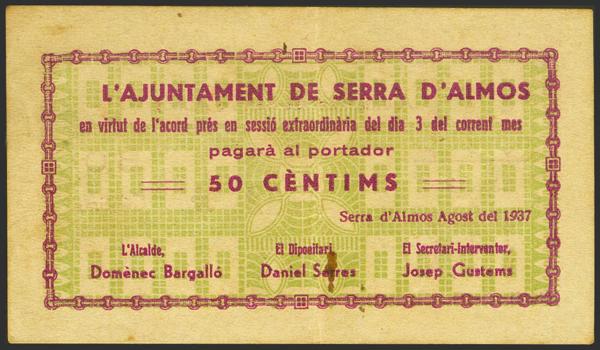 L'AJUNTAMENT DE SERRA D'ALMOS
en virtut de l'acord près en sessió extraordinària del dia 3 del corrent mes
pagarà al portador
50 CÈNTIMS
Serra d'Almos Agost del 1937
L'Alcalde,
Domènec Bargalló
El Dipositari,
Daniel Serres
El Secretari-Interventor,
Josep Gustems